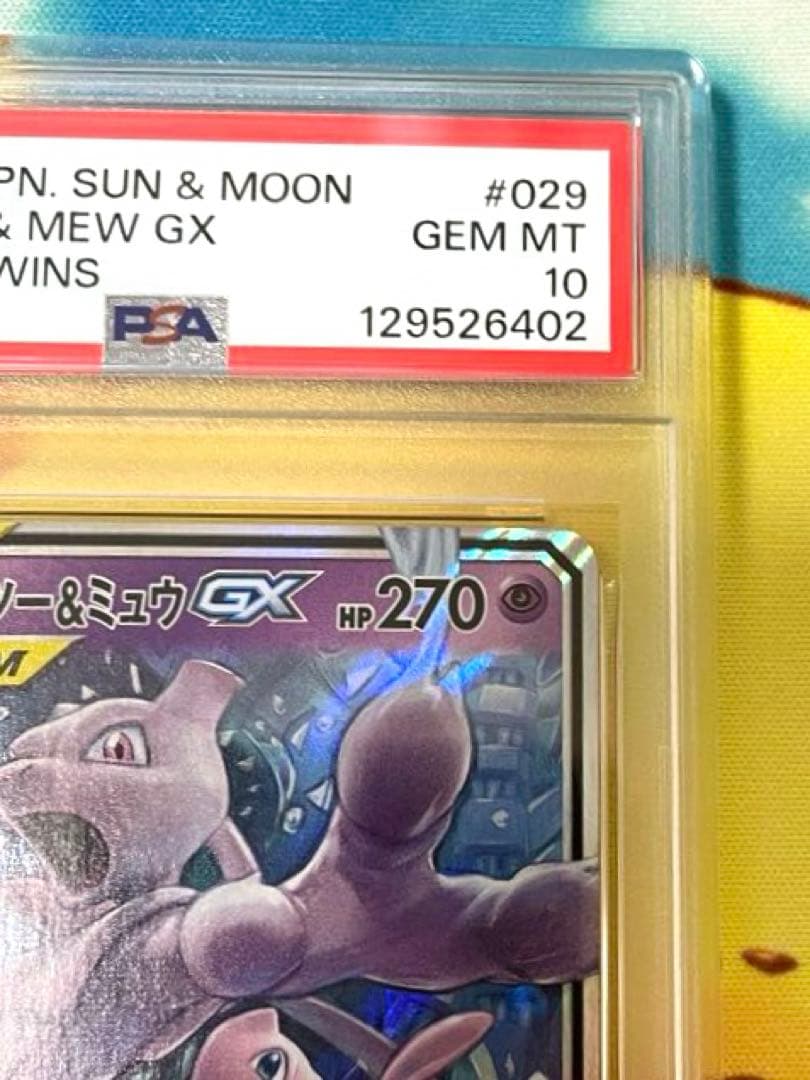 PN. SUN & MOON #029
& MEW GX GEM MT
WINS 10
PSA 129526402
ツー&ミュウGX HP270
M